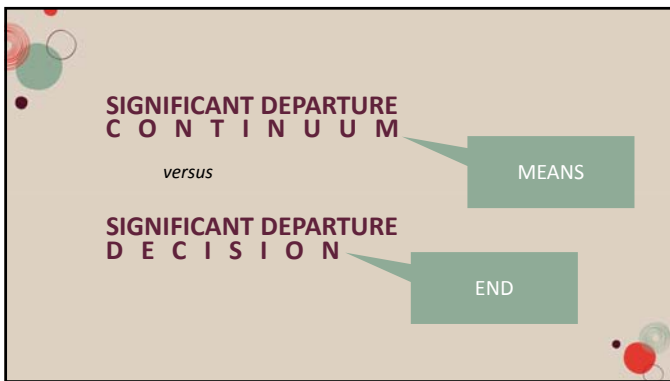 SIGNIFICANT DEPARTURE
C O N T I N U U M
MEANS
versus
SIGNIFICANT DEPARTURE
D E C I S I O N
END